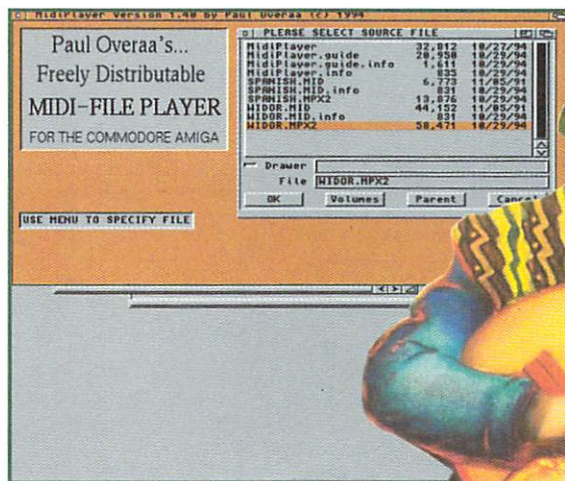 MidiPlayer Version 1.40 by Paul Overaa (c) 1994
Paul Overaa's...
Freely Distributable
MIDI-FILE PLAYER
FOR THE COMMODORE AMIGA
USE MENU TO SPECIFY FILE
PLEASE SELECT SOURCE FILE
MidiPlayer 32,812 10/27/94
MidiPlayer.guide 20,950 10/29/94
MidiPlayer.guide.info 1,611 10/29/94
MidiPlayer.info 835 10/29/94
SPANISH.MID 6,773 10/05/91
SPANISH.MID.info 831 10/29/94
SPANISH.MPX2 13,876 10/29/94
WIDOR.MID 44,152 10/05/91
WIDOR.MID.info 831 10/29/94
WIDOR.MPX2 58,471 10/29/94
Drawer
File WIDOR.MPX2
OK Volumes Parent Cancel